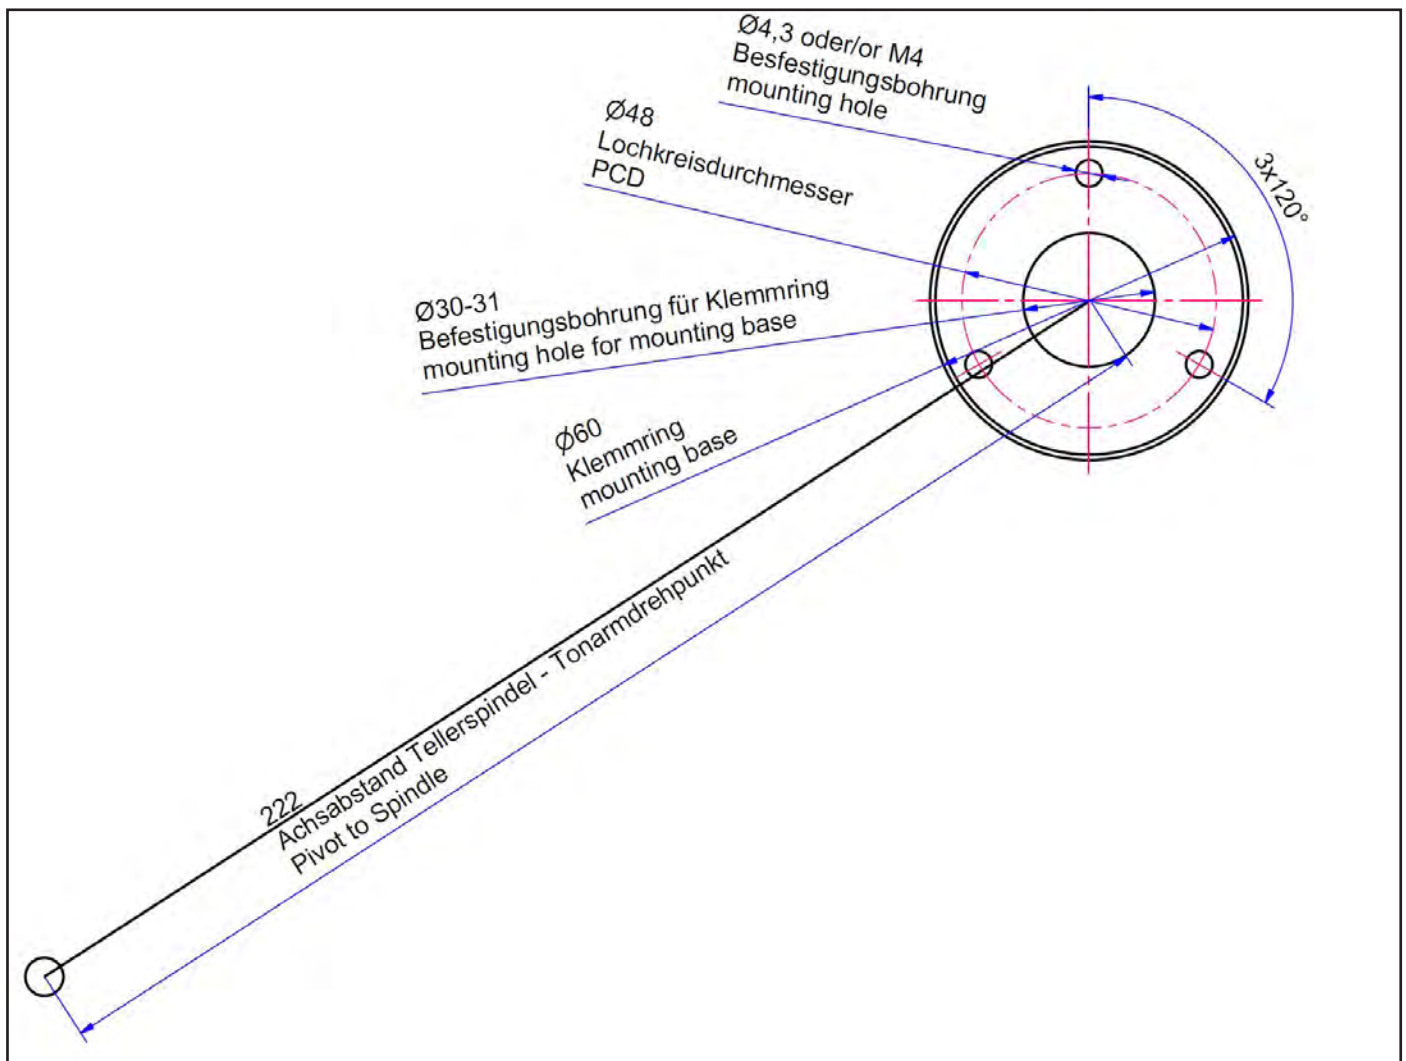 Ø4,3 oder/or M4
Besfestigungsbohrung
mounting hole
Ø48
Lochkreisdurchmesser
PCD
3x120°
Ø30-31
Befestigungsbohrung für Klemmring
mounting hole for mounting base
Ø60
Klemmring
mounting base
222
Achsabstand Tellerspindel - Tonarmdrehpunkt
Pivot to Spindle